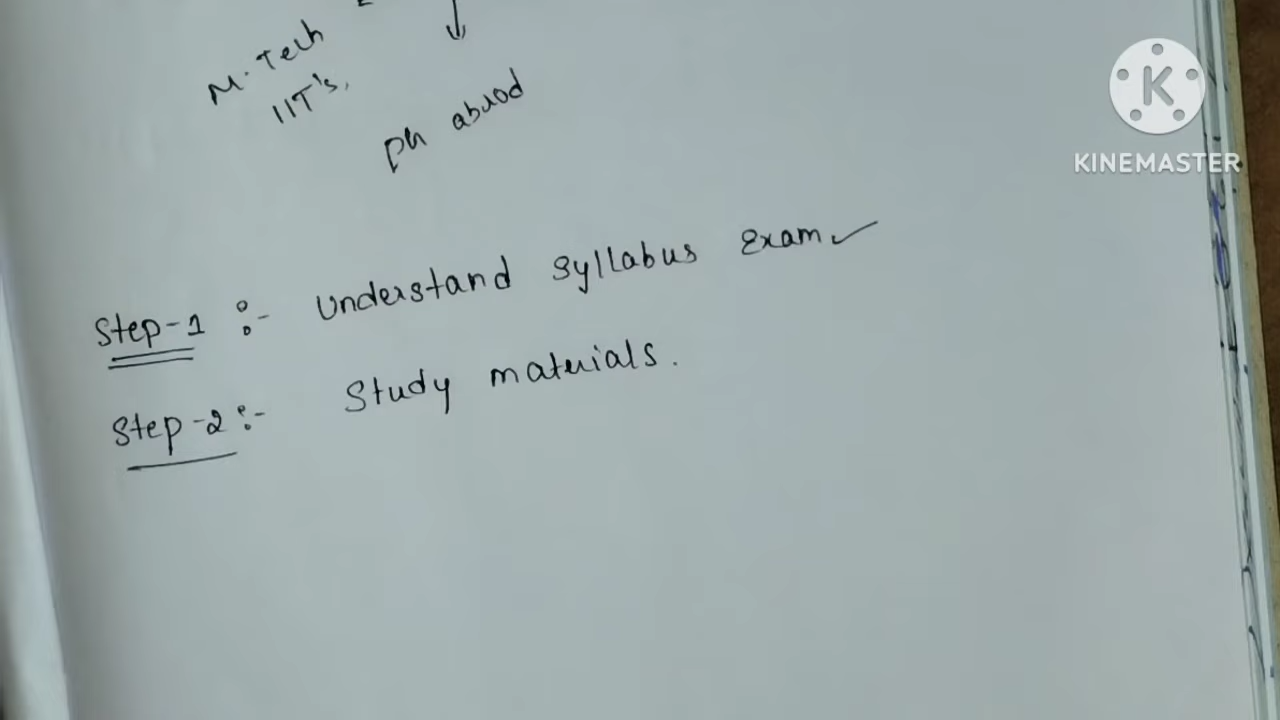 M.Tech
IIT's,
ph abrod
KINEMASTER
Step-1 :- Understand syllabus Exam
Step-2 :- Study materials.